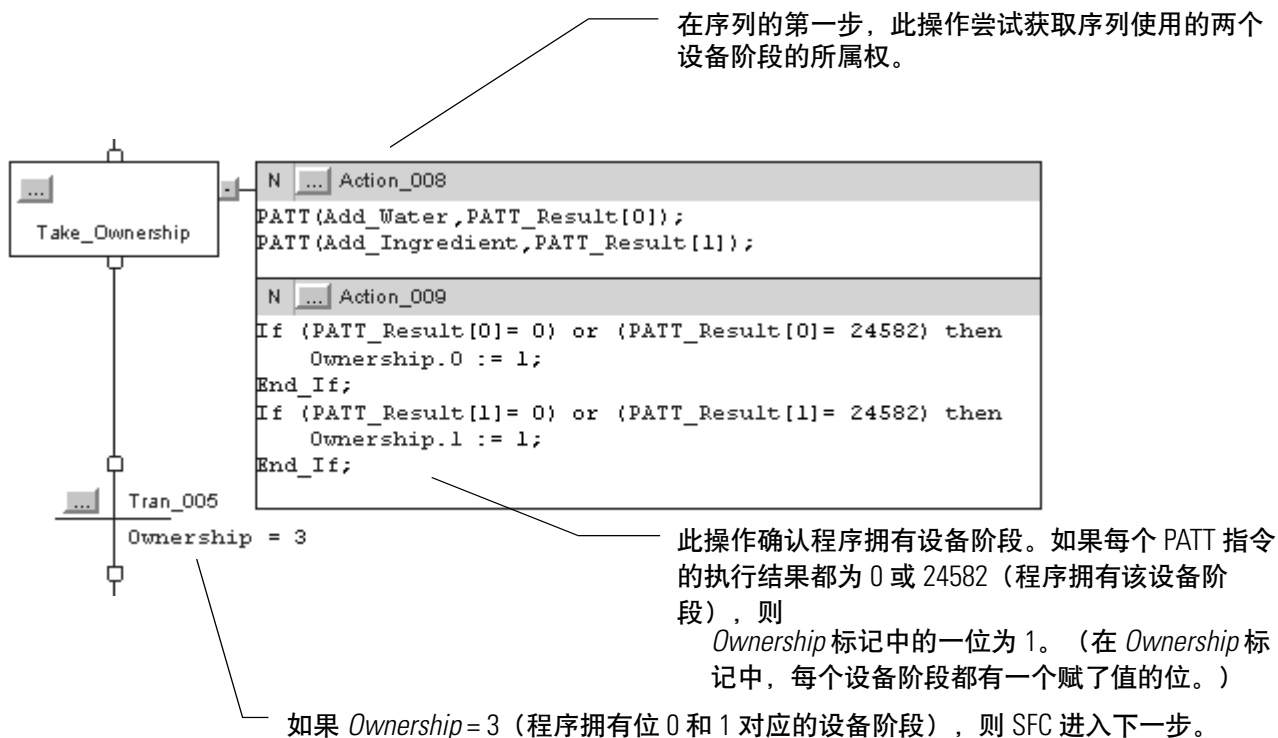 在序列的第一步，此操作尝试获取序列使用的两个
设备阶段的所属权。
...
Take_Ownership
-
N ... Action_008
PATT(Add_Water,PATT_Result[0]);
PATT(Add_Ingredient,PATT_Result[1]);
N ... Action_009
If (PATT_Result[0]= 0) or (PATT_Result[0]= 24582) then
Ownership.0 := 1;
End_If;
If (PATT_Result[1]= 0) or (PATT_Result[1]= 24582) then
Ownership.1 := 1;
End_If;
... Tran_005
Ownership = 3
此操作确认程序拥有设备阶段。如果每个 PATT 指令
的执行结果都为 0 或 24582（程序拥有该设备阶
段），则
Ownership 标记中的一位为 1。（在 Ownership 标
记中，每个设备阶段都有一个赋了值的位。）
如果 Ownership = 3（程序拥有位 0 和 1 对应的设备阶段），则 SFC 进入下一步。